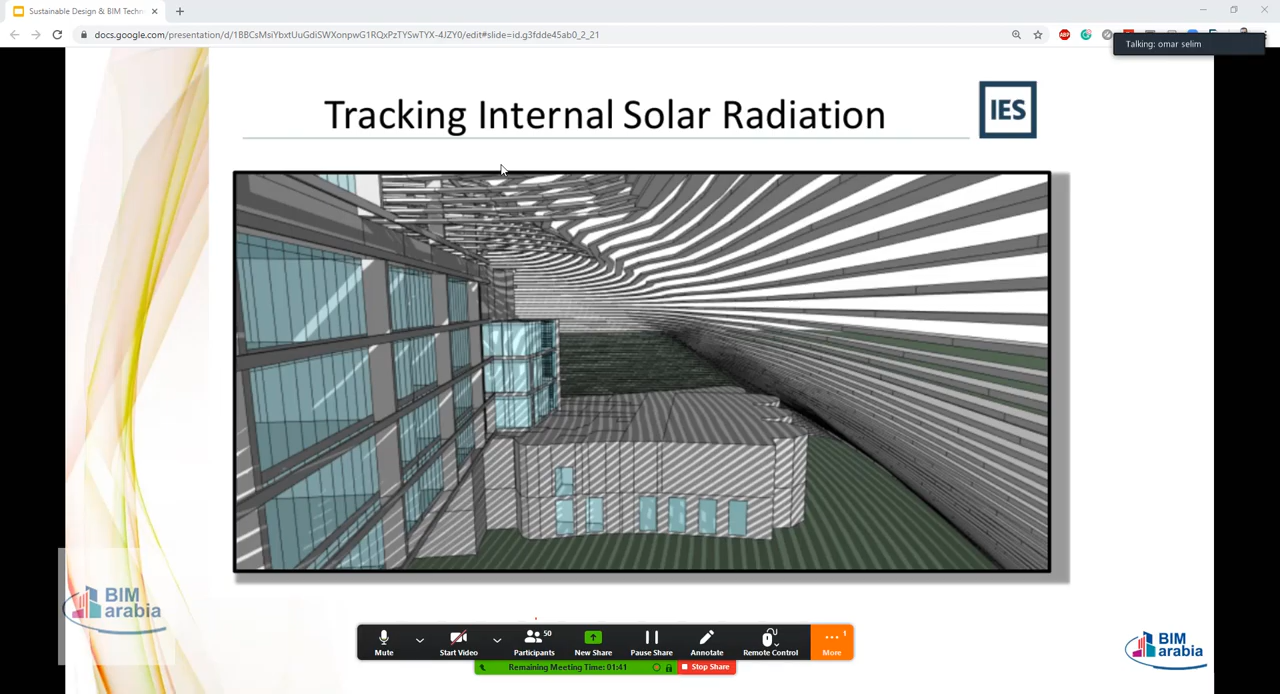 Sustainable Design & BIM Techn
docs.google.com/presentation/d/1BBCsMsiYbxtUuGdiSWXonpwG1RQxPzTYSwTYX-4JZY0/edit#slide=id.g3fdde45ab0_2_21
ABP
Talking: omar selim
Tracking Internal Solar Radiation
IES
BIM
arabia
50
1
Mute
Start Video
Participants
New Share
Pause Share
Annotate
Remote Control
More
Remaining Meeting Time: 01:41
Stop Share
BIM
arabia